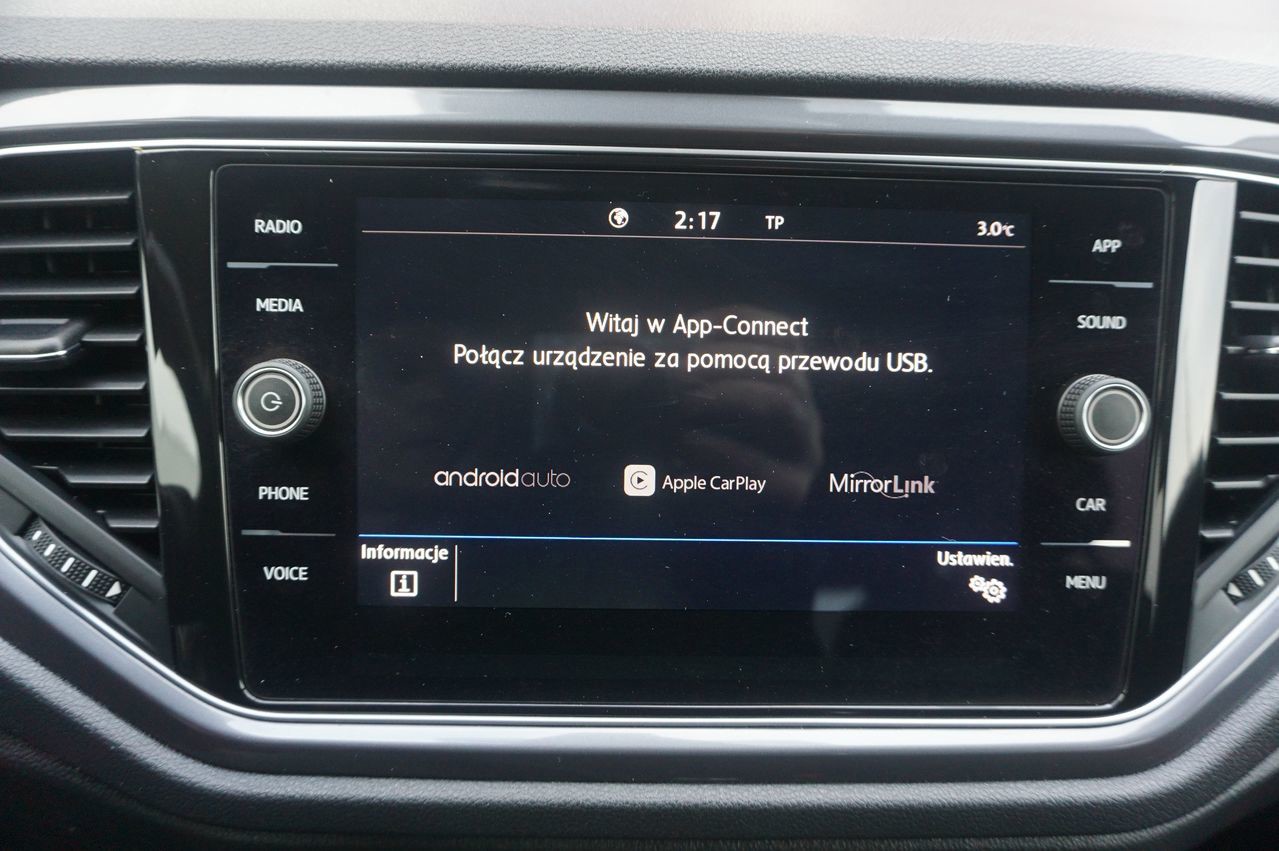 RADIO
MEDIA
PHONE
VOICE
2:17 TP 3.0°C
Witaj w App-Connect
Połącz urządzenie za pomocą przewodu USB.
androidauto Apple CarPlay MirrorLink
Informacje Ustawien.
APP
SOUND
CAR
MENU